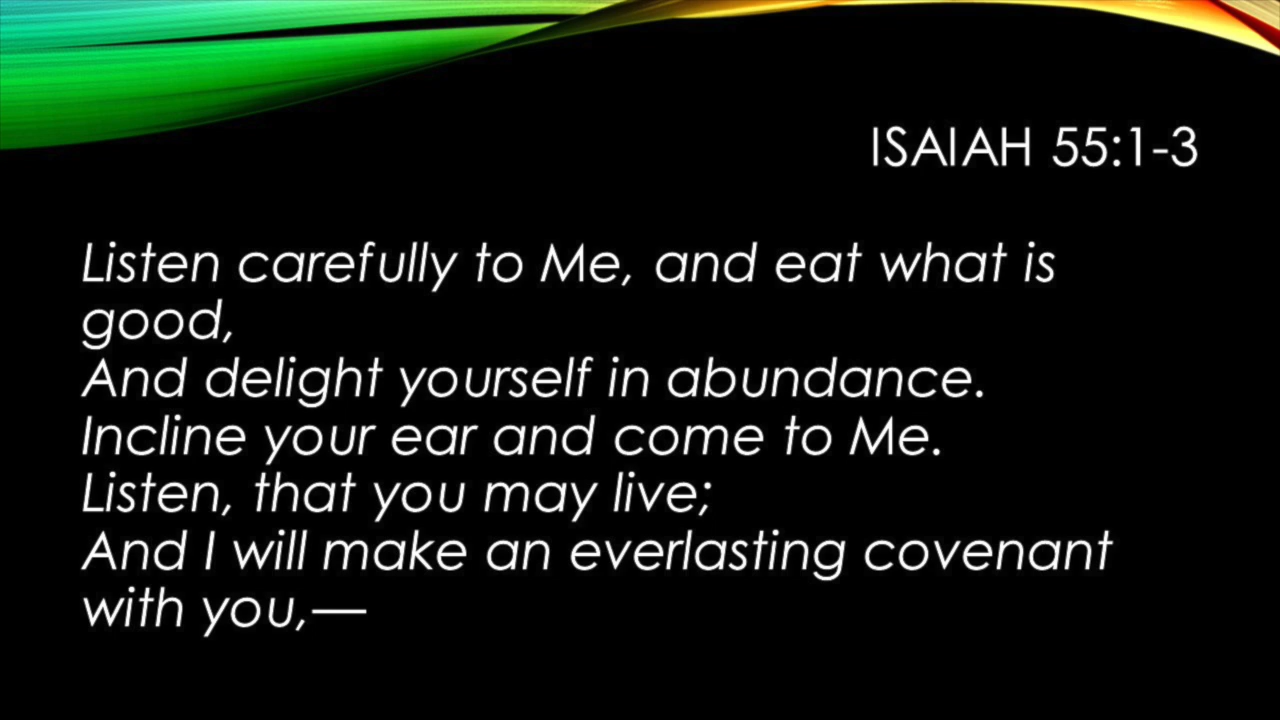 ISAIAH 55:1-3
Listen carefully to Me, and eat what is
good,
And delight yourself in abundance.
Incline your ear and come to Me.
Listen, that you may live;
And I will make an everlasting covenant
with you,—